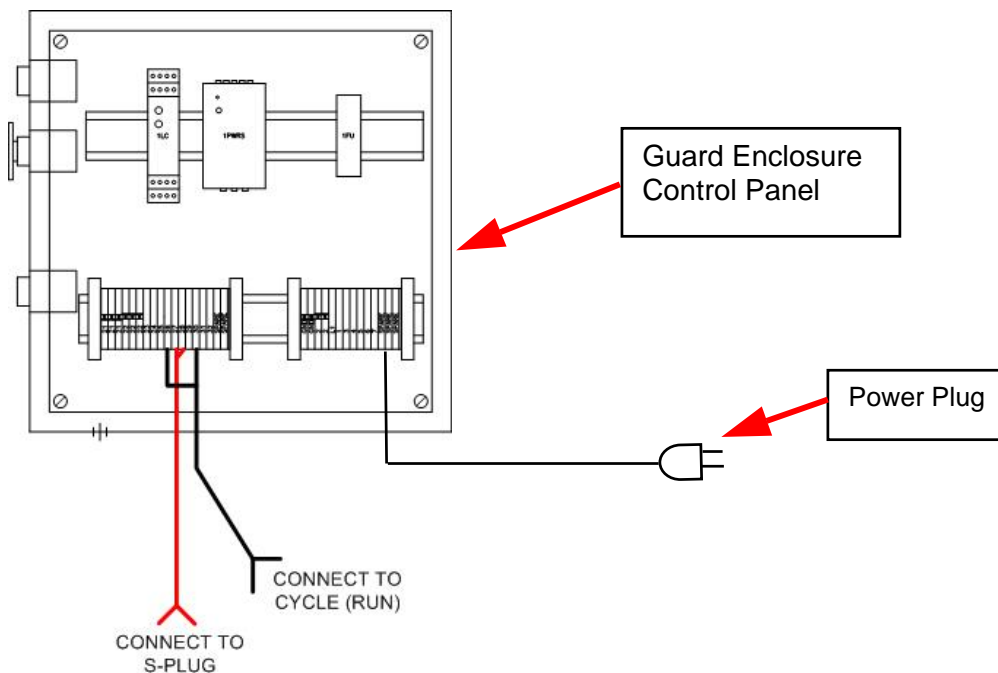 1LC
1PWRS
1FU
Guard Enclosure
Control Panel
Power Plug
CONNECT TO
CYCLE (RUN)
CONNECT TO
S-PLUG